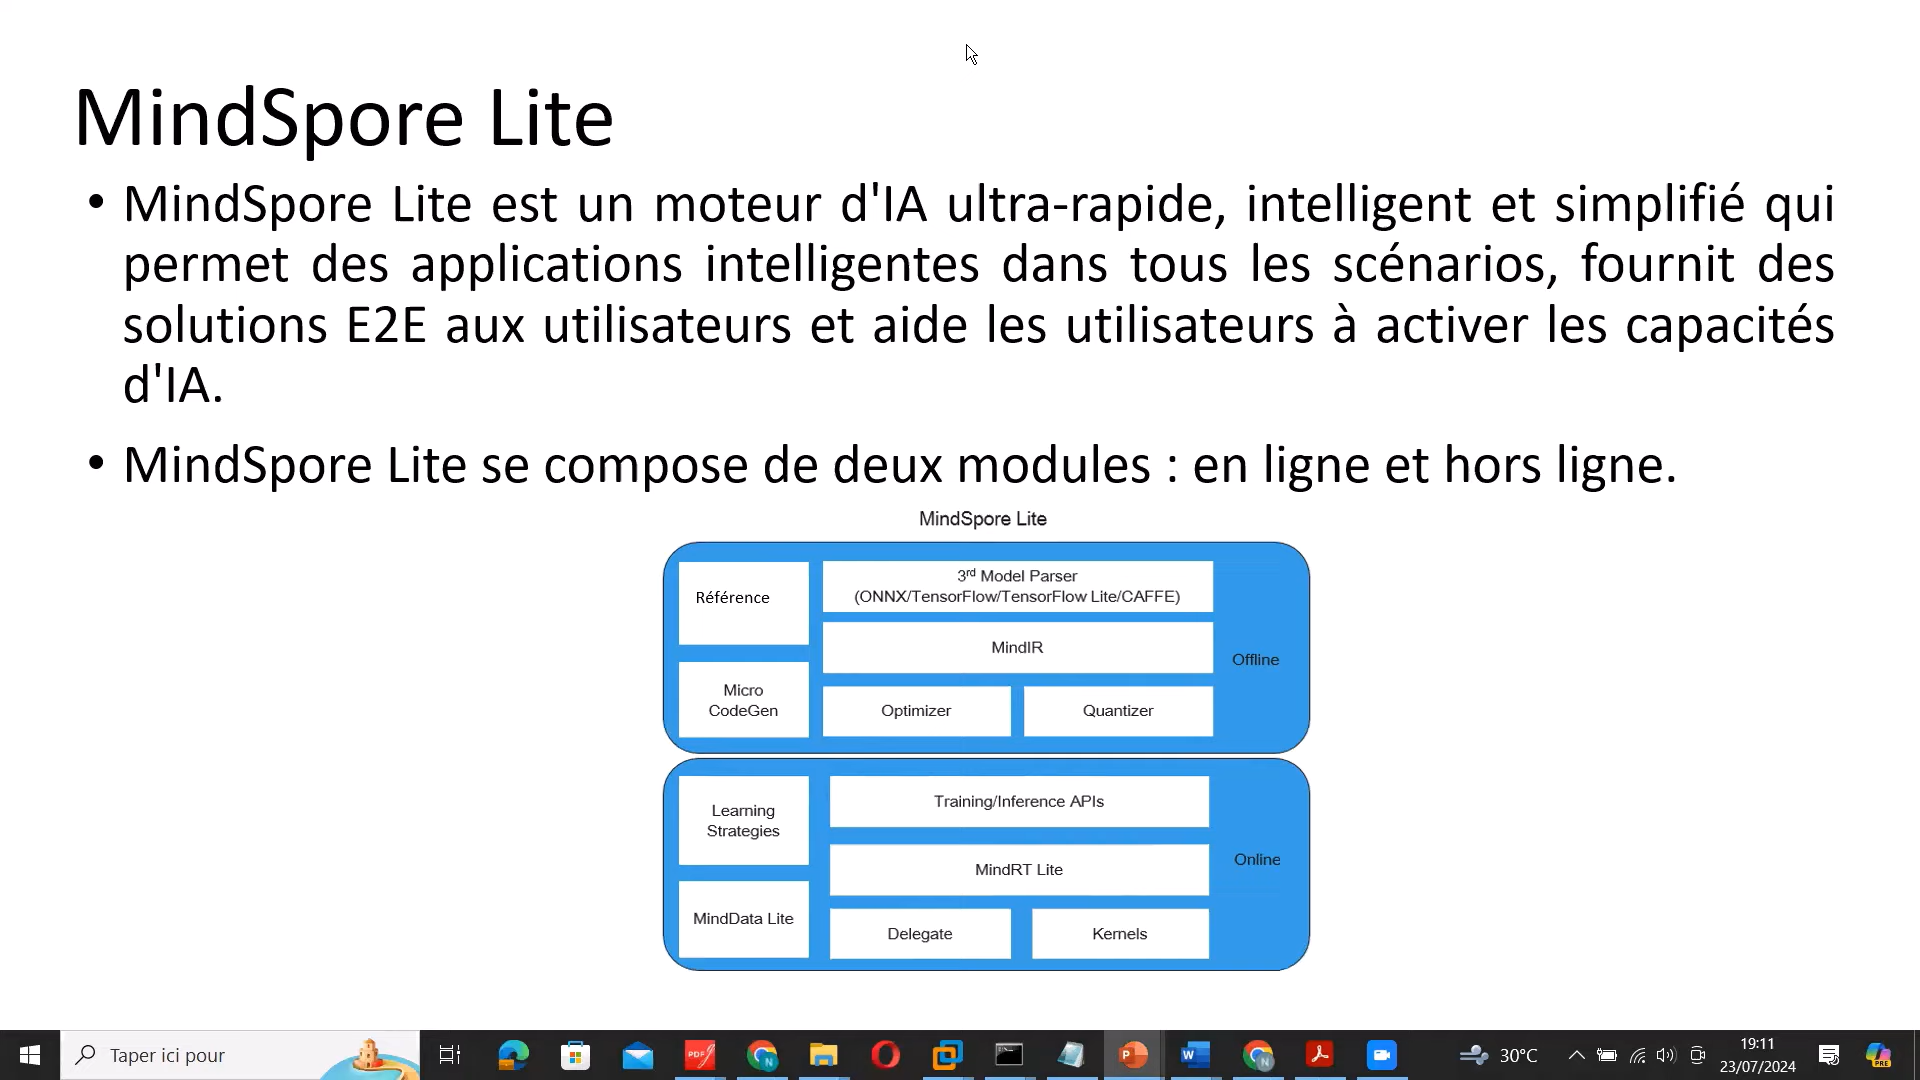 MindSpore Lite
• MindSpore Lite est un moteur d'IA ultra-rapide, intelligent et simplifié qui
permet des applications intelligentes dans tous les scénarios, fournit des
solutions E2E aux utilisateurs et aide les utilisateurs à activer les capacités
d'IA.
• MindSpore Lite se compose de deux modules : en ligne et hors ligne.
MindSpore Lite
Référence
3rd Model Parser
(ONNX/TensorFlow/TensorFlow Lite/CAFFE)
MindIR
Offline
Micro
CodeGen
Optimizer
Quantizer
Learning
Strategies
Training/Inference APIs
MindRT Lite
Online
MindData Lite
Delegate
Kernels
Taper ici pour
30°C
19:11
23/07/2024